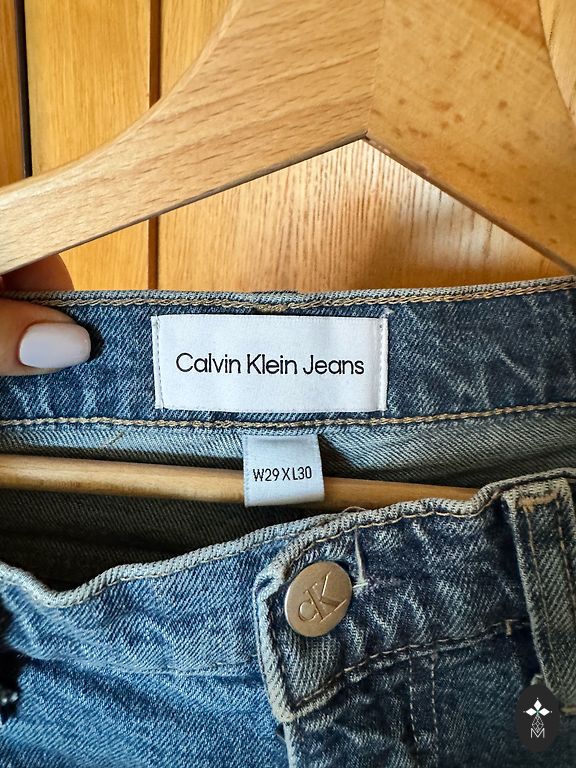 Calvin Klein Jeans
W29 X L30
cK
M